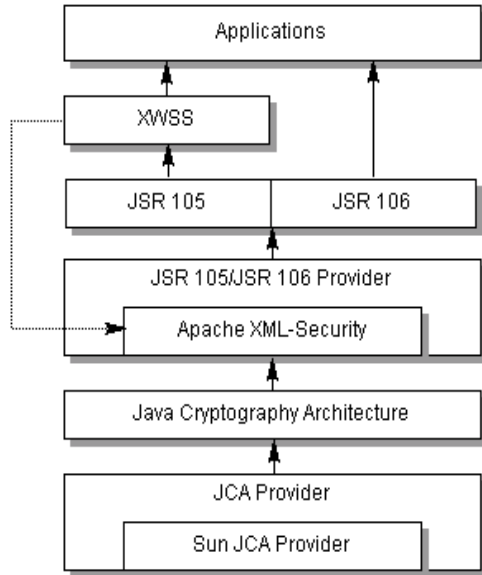 Applications
XWSS
JSR 105
JSR 106
JSR 105/JSR 106 Provider
Apache XML-Security
Java Cryptography Architecture
JCA Provider
Sun JCA Provider